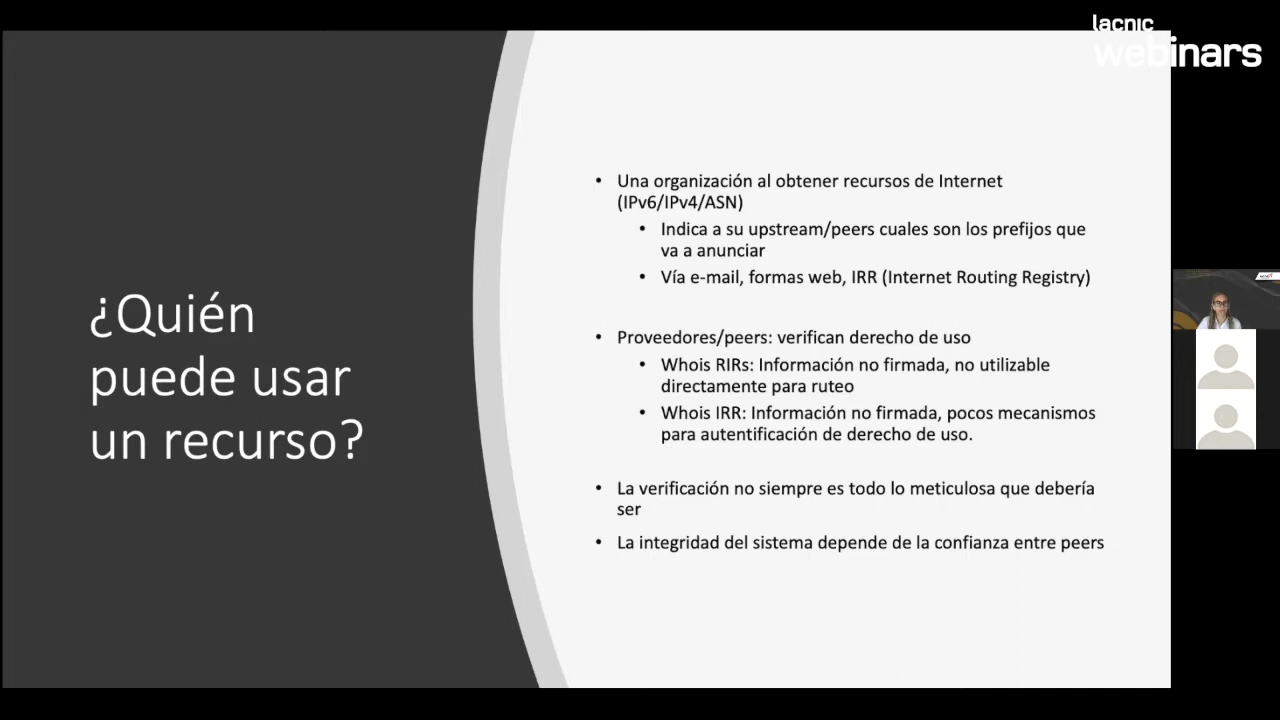 lacnic
webinars
¿Quién
puede usar
un recurso?
• Una organización al obtener recursos de Internet
(IPv6/IPv4/ASN)
• Indica a su upstream/peers cuales son los prefijos que
va a anunciar
• Vía e-mail, formas web, IRR (Internet Routing Registry)
• Proveedores/peers: verifican derecho de uso
• Whois RIRs: Información no firmada, no utilizable
directamente para ruteo
• Whois IRR: Información no firmada, pocos mecanismos
para autentificación de derecho de uso.
• La verificación no siempre es todo lo meticulosa que debería
ser
• La integridad del sistema depende de la confianza entre peers